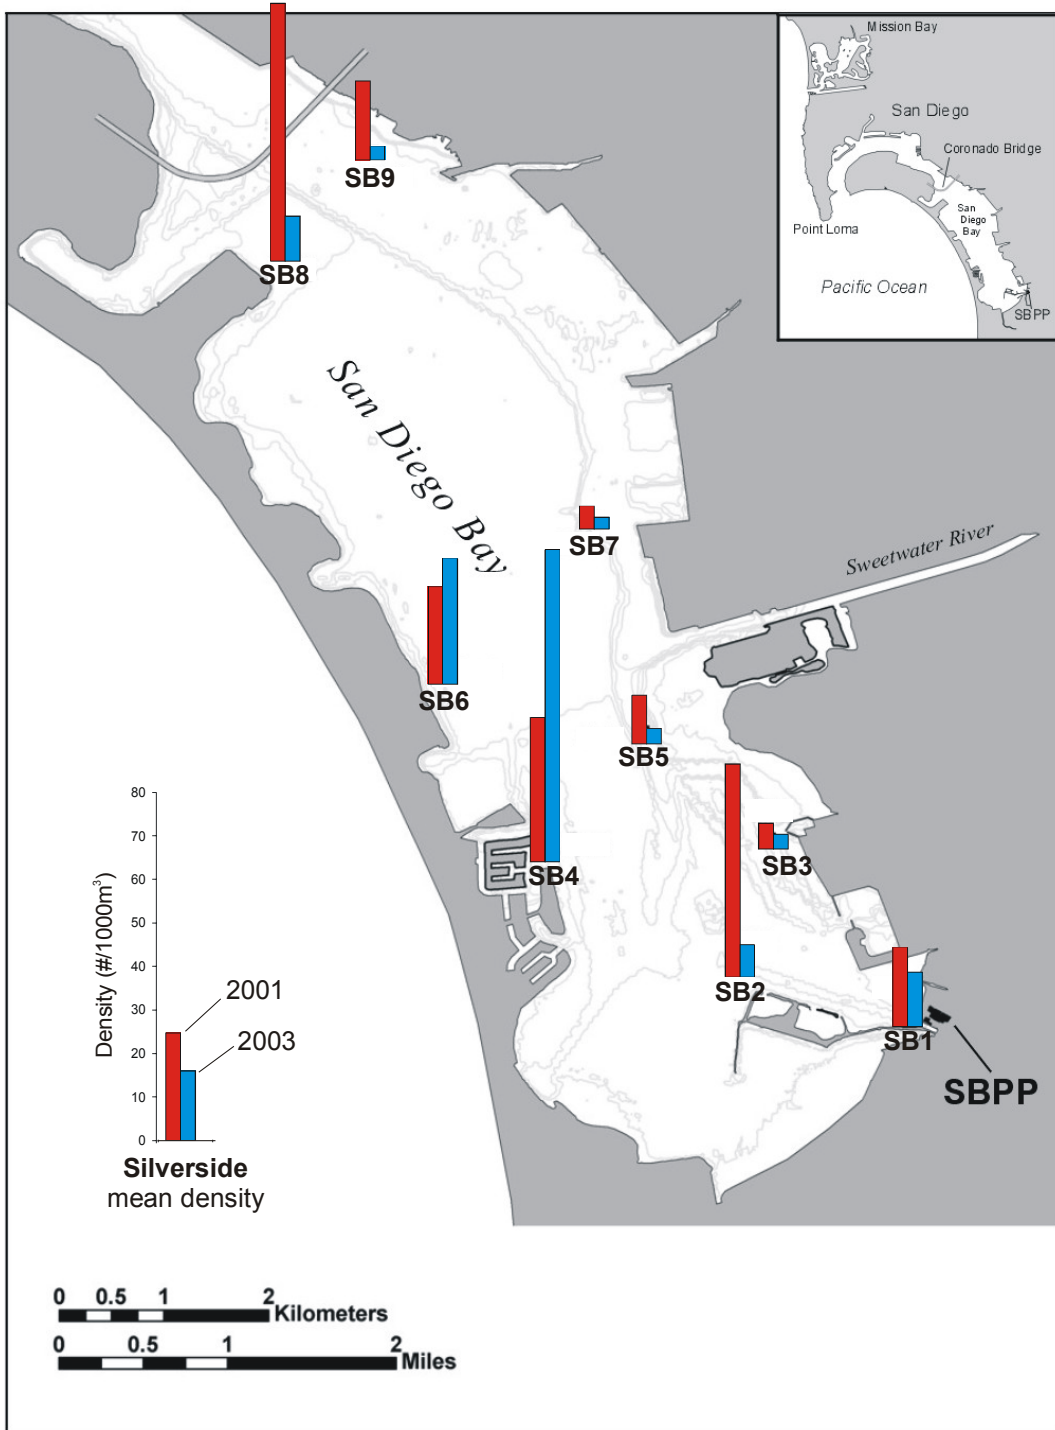 Mission Bay
San Diego
Coronado Bridge
San
Diego
Bay
Point Loma
Pacific Ocean
SBPP
SB9
SB8
San Diego Bay
SB7
Sweetwater River
SB6
SB5
SB4
SB3
SB2
SB1
SBPP
80
70
60
50
40
30
20
10
0
Density (#/1000m³)
2001
2003
Silverside
mean density
0 0.5 1 2
Kilometers
0 0.5 1 2
Miles